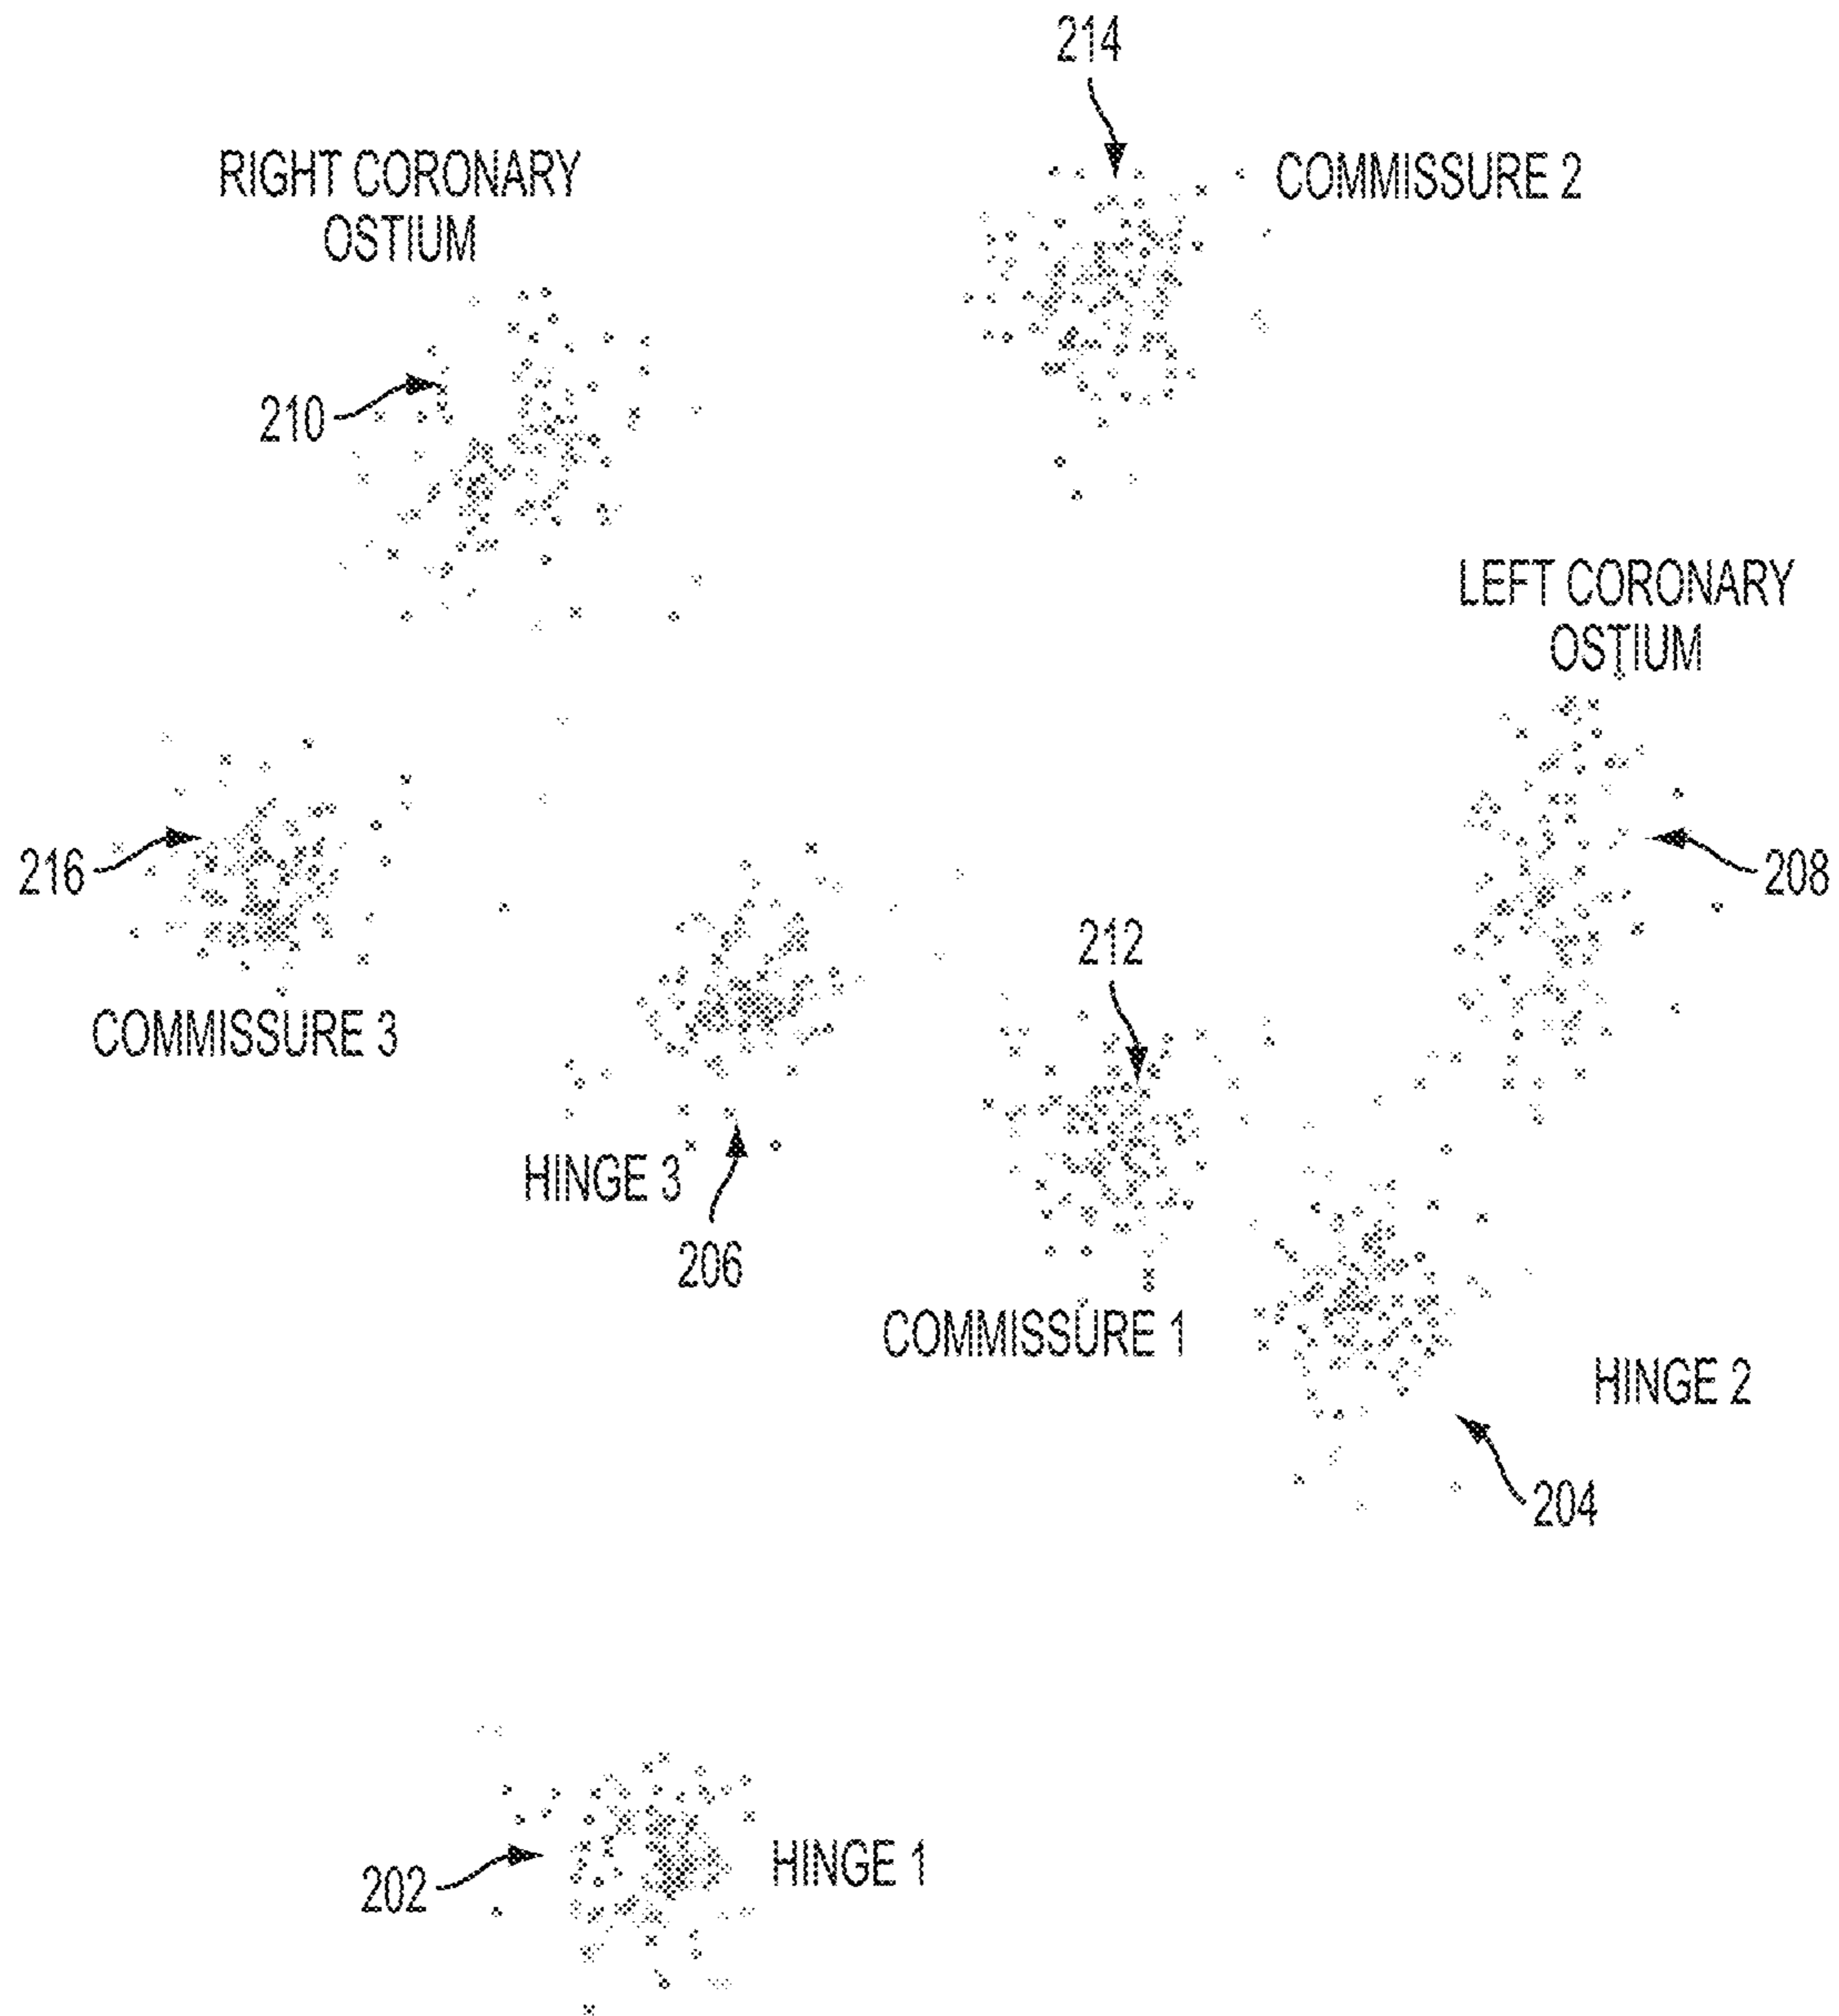 214
RIGHT CORONARY
OSTIUM
COMMISSURE 2
210
LEFT CORONARY
OSTIUM
216
208
212
COMMISSURE 3
HINGE 3
206
COMMISSURE 1
HINGE 2
204
HINGE 1
202